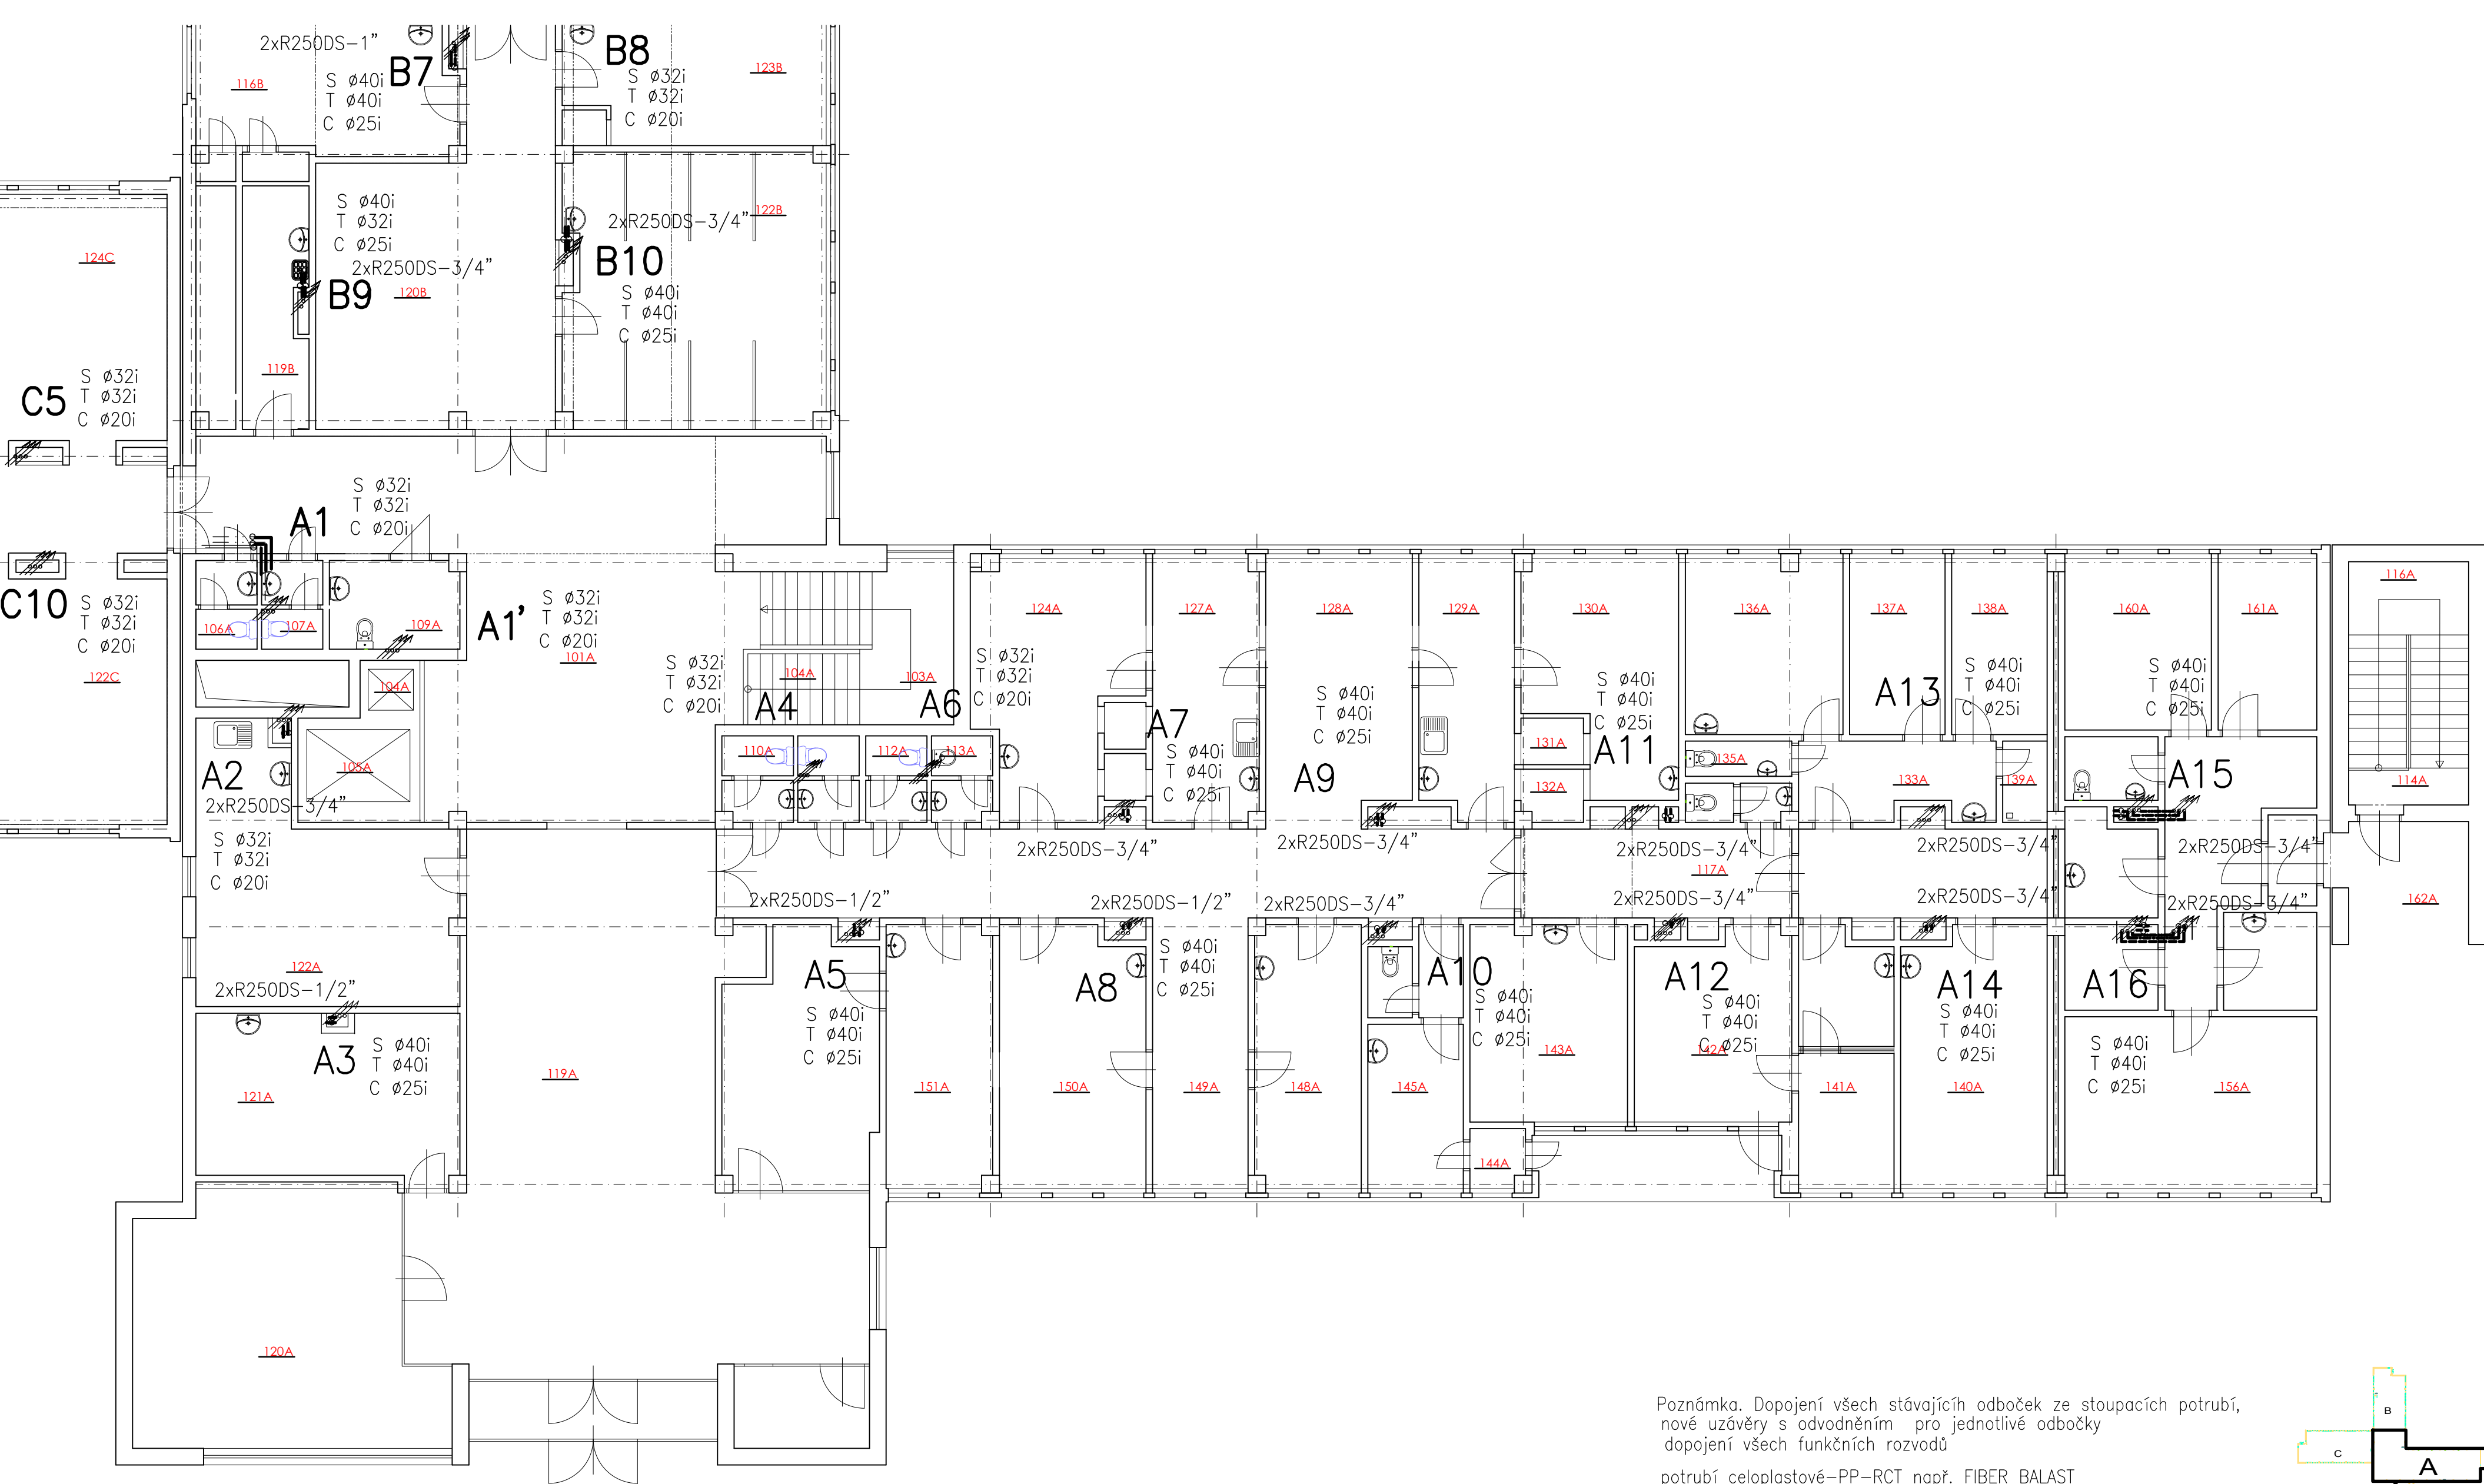 2xR250DS-1"
B7
S ø40i
T ø40i
C ø25i
116B
B8
S ø32i
T ø32i
C ø20i
123B
S ø40i
T ø32i
C ø25i
2xR250DS-3/4"
B9
120B
119B
2xR250DS-3/4"
122B
B10
S ø40i
T ø40i
C ø25i
124C
C5
S ø32i
T ø32i
C ø20i
C10
S ø32i
T ø32i
C ø20i
122C
A1
S ø32i
T ø32i
C ø20i
106A
107A
109A
A1'
S ø32i
T ø32i
C ø20i
101A
104A
105A
A2
2xR250DS-3/4"
S ø32i
T ø32i
C ø20i
122A
2xR250DS-1/2"
A3
S ø40i
T ø40i
C ø25i
121A
119A
120A
S ø32i
T ø32i
C ø20i
104A
103A
A4
A6
S ø32i
T ø32i
C ø20i
110A
112A
113A
124A
127A
128A
129A
130A
136A
137A
138A
160A
161A
116A
A7
S ø40i
T ø40i
C ø25i
S ø40i
T ø40i
C ø25i
A9
S ø40i
T ø40i
C ø25i
A11
131A
132A
135A
A13
S ø40i
T ø40i
C ø25i
133A
139A
S ø40i
T ø40i
C ø25i
A15
114A
162A
2xR250DS-3/4"
2xR250DS-3/4"
2xR250DS-3/4"
2xR250DS-3/4"
2xR250DS-3/4"
117A
2xR250DS-1/2"
2xR250DS-1/2"
2xR250DS-3/4"
2xR250DS-3/4"
2xR250DS-3/4"
2xR250DS-3/4"
A5
S ø40i
T ø40i
C ø25i
151A
A8
150A
S ø40i
T ø40i
C ø25i
149A
148A
A10
145A
S ø40i
T ø40i
C ø25i
143A
144A
A12
S ø40i
T ø40i
C ø25i
142A
141A
A14
S ø40i
T ø40i
C ø25i
140A
A16
S ø40i
T ø40i
C ø25i
156A
Poznámka. Dopojení všech stávajícíh odboček ze stoupacích potrubí,
nové uzávěry s odvodněním pro jednotlivé odbočky
dopojení všech funkčních rozvodů
potrubí celoplastové-PP-RCT např. FIBER BALAST
B
C
A